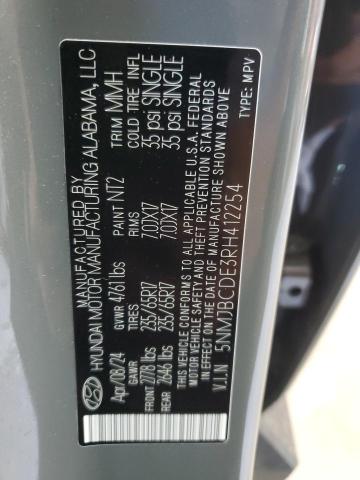 MANUFACTURED BY
HYUNDAI MOTOR MANUFACTURING ALABAMA, LLC
Apr/08/24 GVWR 4761lbs PAINT NT2 TRIM MMH
GAWR TIRES RIMS COLD TIRE INFL
FRONT 2778 lbs 235/65R17 7.0JX17 35 psi SINGLE
REAR 2646 lbs 235/65R17 7.0JX17 35 psi SINGLE
THIS VEHICLE CONFORMS TO ALL APPLICABLE U.S.A. FEDERAL
MOTOR VEHICLE SAFETY, BUMPER, AND THEFT PREVENTION STANDARDS
IN EFFECT ON THE DATE OF MANUFACTURE SHOWN ABOVE
V.I.N 5NMJBCDE3RH412254 TYPE: MPV